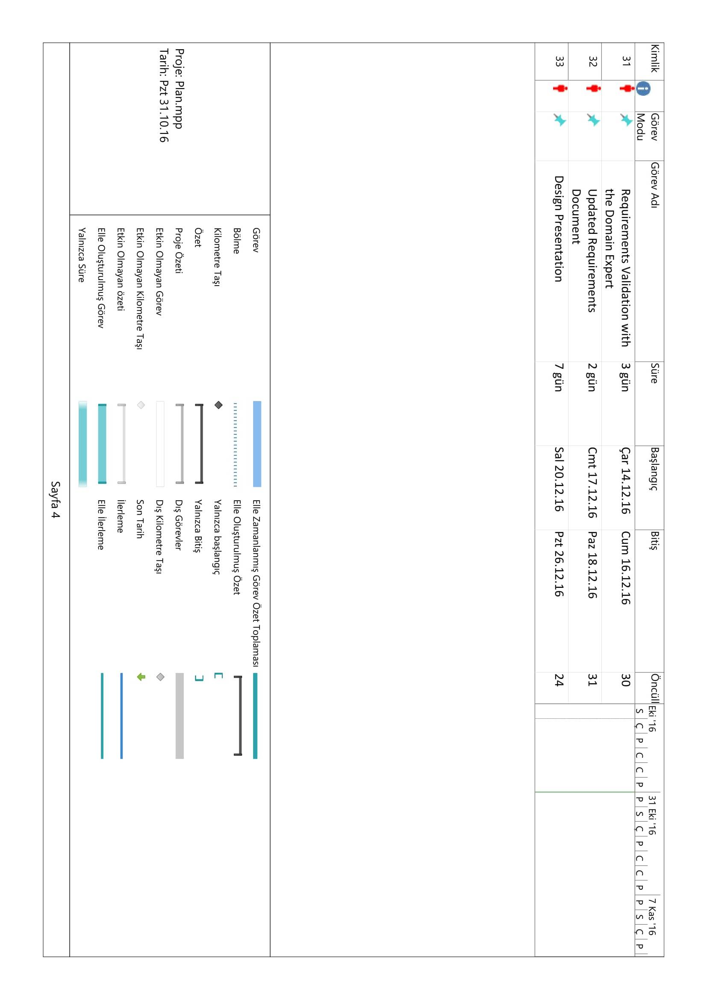 Kimlik
Görev
Modu
Görev Adı
Süre
Başlangıç
Bitiş
Öncüll
Eki '16
31 Eki '16
7 Kas '16
S Ç P C C P P S Ç P C C P P S Ç P
31
Requirements Validation with
the Domain Expert
3 gün
Çar 14.12.16
Cum 16.12.16
30
32
Updated Requirements
Document
2 gün
Cmt 17.12.16
Paz 18.12.16
31
33
Design Presentation
7 gün
Sal 20.12.16
Pzt 26.12.16
24
Proje: Plan.mpp
Tarih: Pzt 31.10.16
Görev
Bölme
Kilometre Taşı
Özet
Proje Özeti
Etkin Olmayan Görev
Etkin Olmayan Kilometre Taşı
Etkin Olmayan özeti
Elle Oluşturulmuş Görev
Yalnızca Süre
Elle Zamanlanmış Görev Özet Toplaması
Elle Oluşturulmuş Özet
Yalnızca başlangıç
Yalnızca Bitiş
Dış Görevler
Dış Kilometre Taşı
Son Tarih
İlerleme
Elle İlerleme
Sayfa 4